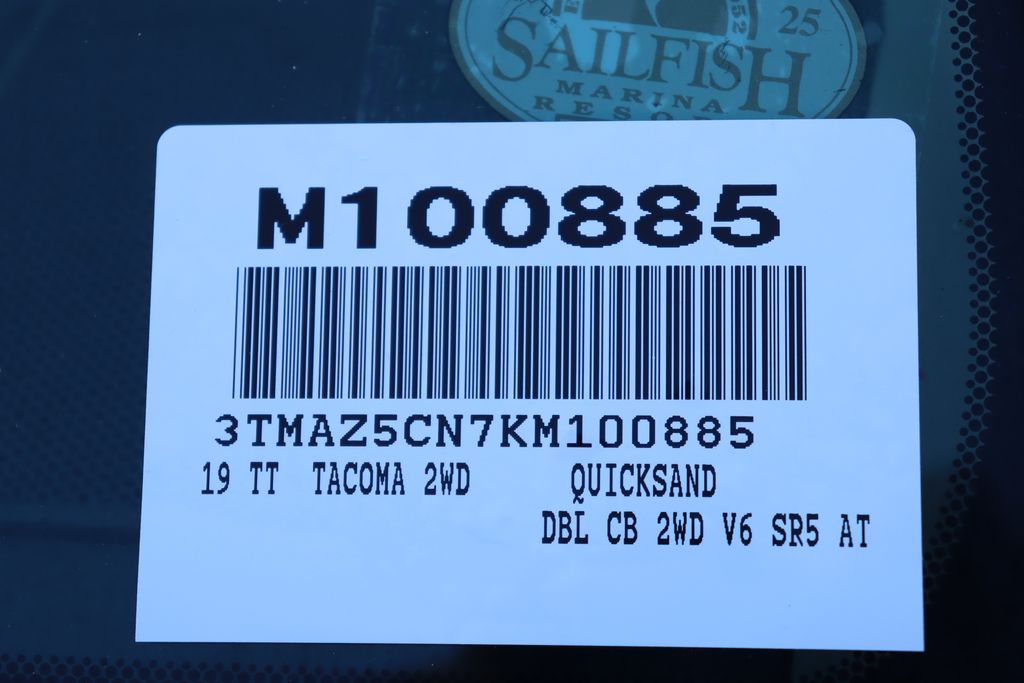 25
SAILFISH
MARINA
M100885
3TMAZ5CN7KM100885
19 TT TACOMA 2WD QUICKSAND
DBL CB 2WD V6 SR5 AT